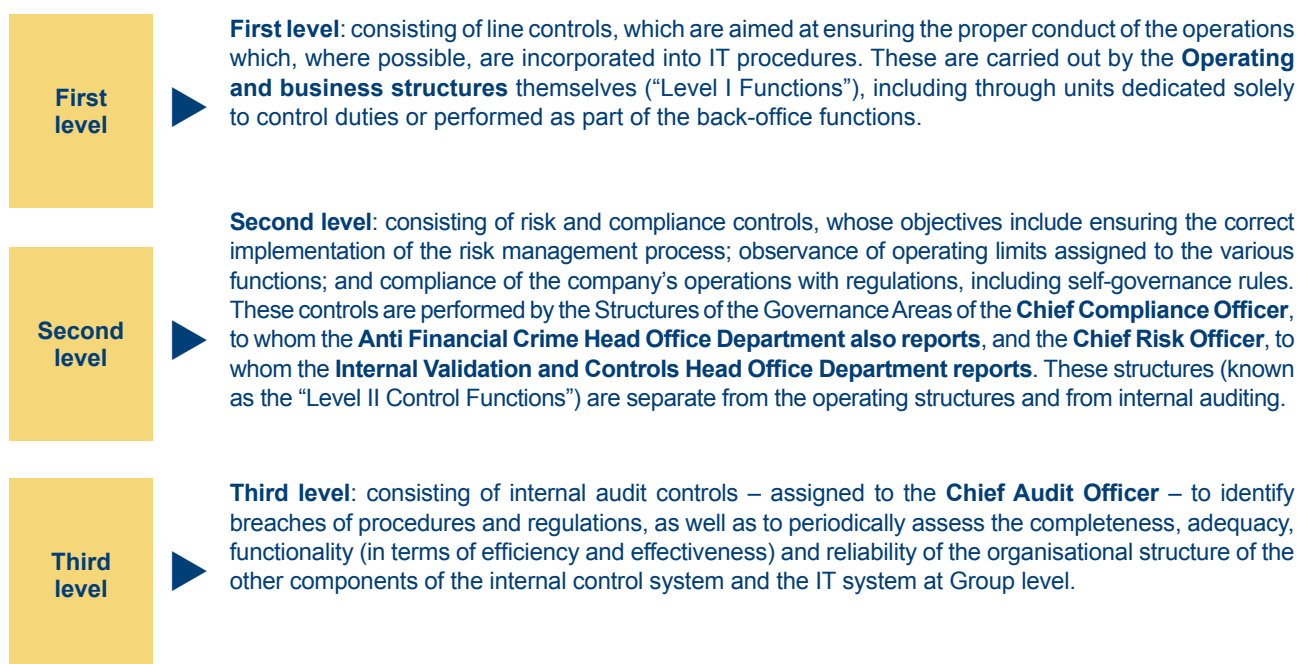 First
level
First level: consisting of line controls, which are aimed at ensuring the proper conduct of the operations
which, where possible, are incorporated into IT procedures. These are carried out by the Operating
and business structures themselves (“Level I Functions”), including through units dedicated solely
to control duties or performed as part of the back-office functions.
Second
level
Second level: consisting of risk and compliance controls, whose objectives include ensuring the correct
implementation of the risk management process; observance of operating limits assigned to the various
functions; and compliance of the company’s operations with regulations, including self-governance rules.
These controls are performed by the Structures of the Governance Areas of the Chief Compliance Officer,
to whom the Anti Financial Crime Head Office Department also reports, and the Chief Risk Officer, to
whom the Internal Validation and Controls Head Office Department reports. These structures (known
as the “Level II Control Functions”) are separate from the operating structures and from internal auditing.
Third
level
Third level: consisting of internal audit controls – assigned to the Chief Audit Officer – to identify
breaches of procedures and regulations, as well as to periodically assess the completeness, adequacy,
functionality (in terms of efficiency and effectiveness) and reliability of the organisational structure of the
other components of the internal control system and the IT system at Group level.